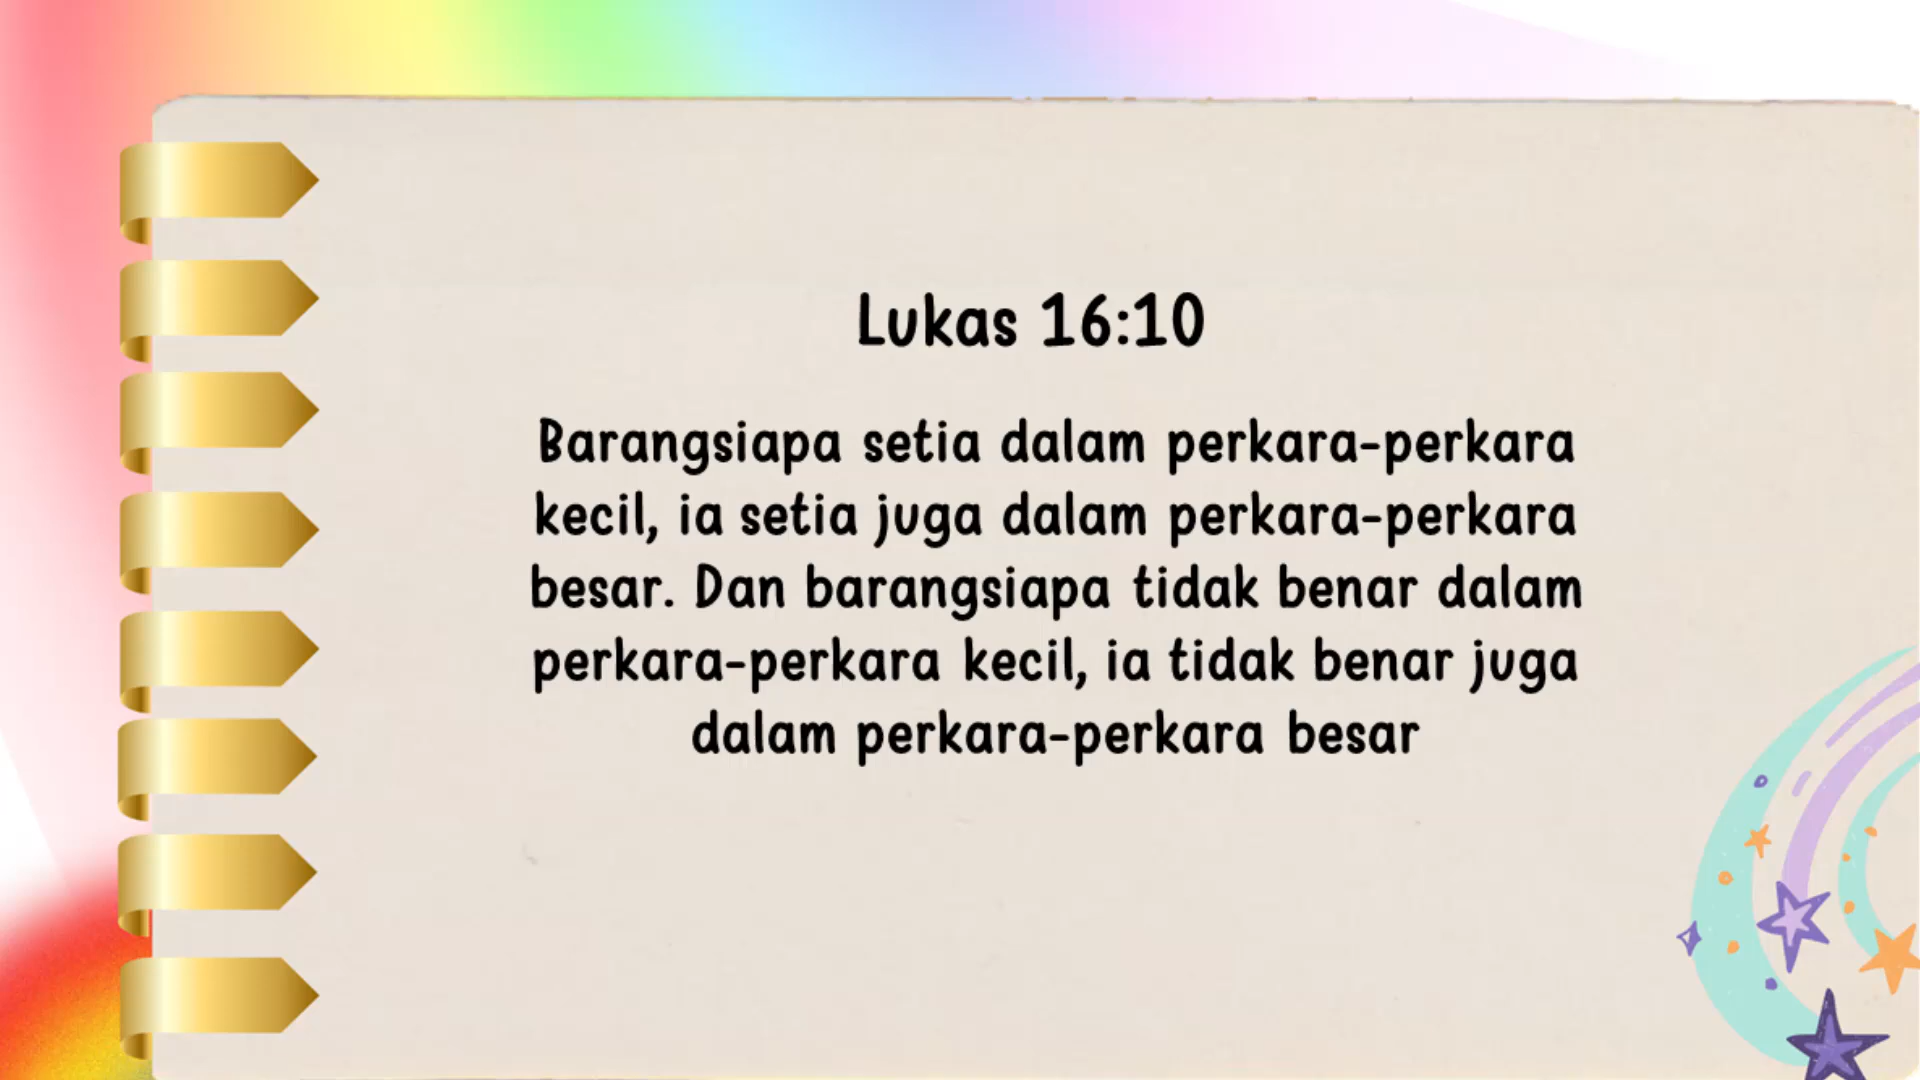 Lukas 16:10
Barangsiapa setia dalam perkara-perkara
kecil, ia setia juga dalam perkara-perkara
besar. Dan barangsiapa tidak benar dalam
perkara-perkara kecil, ia tidak benar juga
dalam perkara-perkara besar